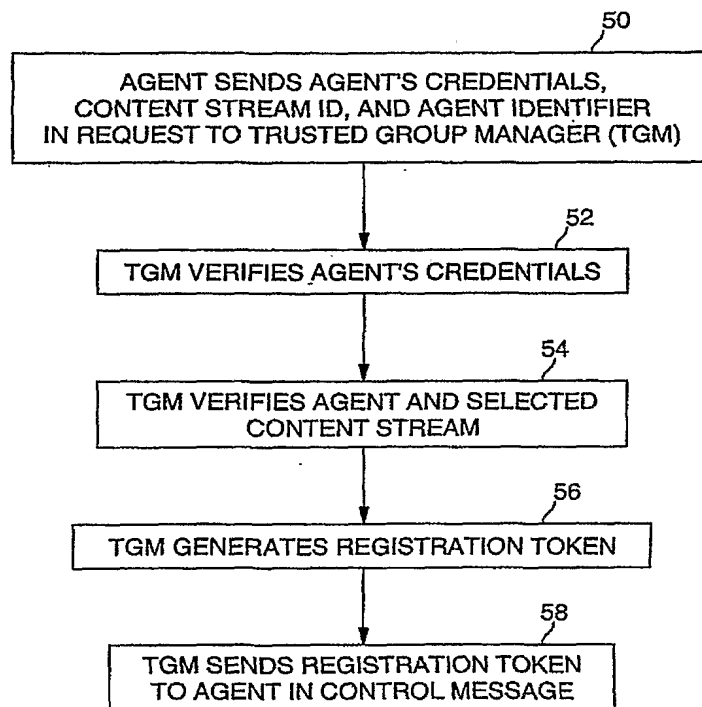 50
AGENT SENDS AGENT'S CREDENTIALS,
CONTENT STREAM ID, AND AGENT IDENTIFIER
IN REQUEST TO TRUSTED GROUP MANAGER (TGM)
52
TGM VERIFIES AGENT'S CREDENTIALS
54
TGM VERIFIES AGENT AND SELECTED
CONTENT STREAM
56
TGM GENERATES REGISTRATION TOKEN
58
TGM SENDS REGISTRATION TOKEN
TO AGENT IN CONTROL MESSAGE